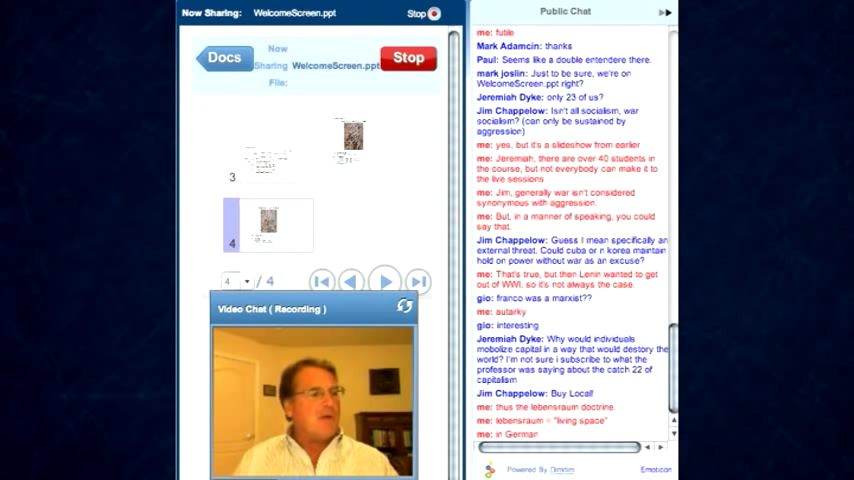 Now Sharing: WelcomeScreen.ppt Stop
Docs
Now
Sharing WelcomeScreen.ppt
File:
Stop
3
4
4 / 4
Video Chat ( Recording )
Public Chat
me: futile
Mark Adamcin: thanks
Paul: Seems like a double entendere there.
mark joslin: Just to be sure, we're on
WelcomeScreen.ppt right?
Jeremiah Dyke: only 23 of us?
Jim Chappelow: Isn't all socialism, war
socialism? (can only be sustained by
aggression)
me: yes, but it's a slideshow from earlier
me: Jeremiah, there are over 40 students in
the course, but not everybody can make it to
the live sessions
me: Jim, generally war isn't considered
synonymous with aggression.
me: But, in a manner of speaking, you could
say that.
Jim Chappelow: Guess I mean specifically an
external threat. Could cuba or n korea maintain
hold on power without war as an excuse?
me: That's true, but then Lenin wanted to get
out of WWI, so it's not always the case.
gio: franco was a marxist??
me: autarky
gio: interesting
Jeremiah Dyke: Why would individuals
mobolize capital in a way that would destory the
world? I'm not sure i subscribe to what the
professor was saying about the catch 22 of
capitalism
Jim Chappelow: Buy Local!
me: thus the lebensraum doctrine.
me: lebensraum = "living space"
me: in German
Powered By Dimdim
Emoticon